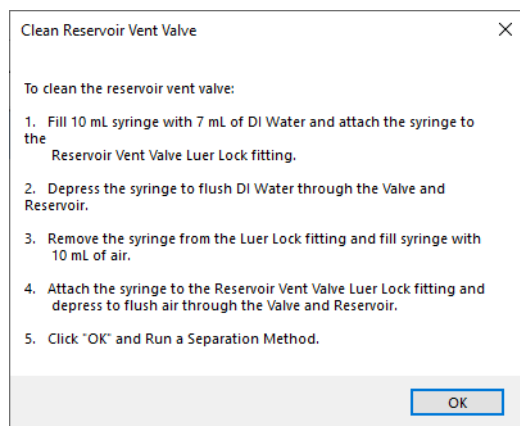 Clean Reservoir Vent Valve
To clean the reservoir vent valve:
1. Fill 10 mL syringe with 7 mL of DI Water and attach the syringe to
the
Reservoir Vent Valve Luer Lock fitting.
2. Depress the syringe to flush DI Water through the Valve and
Reservoir.
3. Remove the syringe from the Luer Lock fitting and fill syringe with
10 mL of air.
4. Attach the syringe to the Reservoir Vent Valve Luer Lock fitting and
depress to flush air through the Valve and Reservoir.
5. Click "OK" and Run a Separation Method.
OK